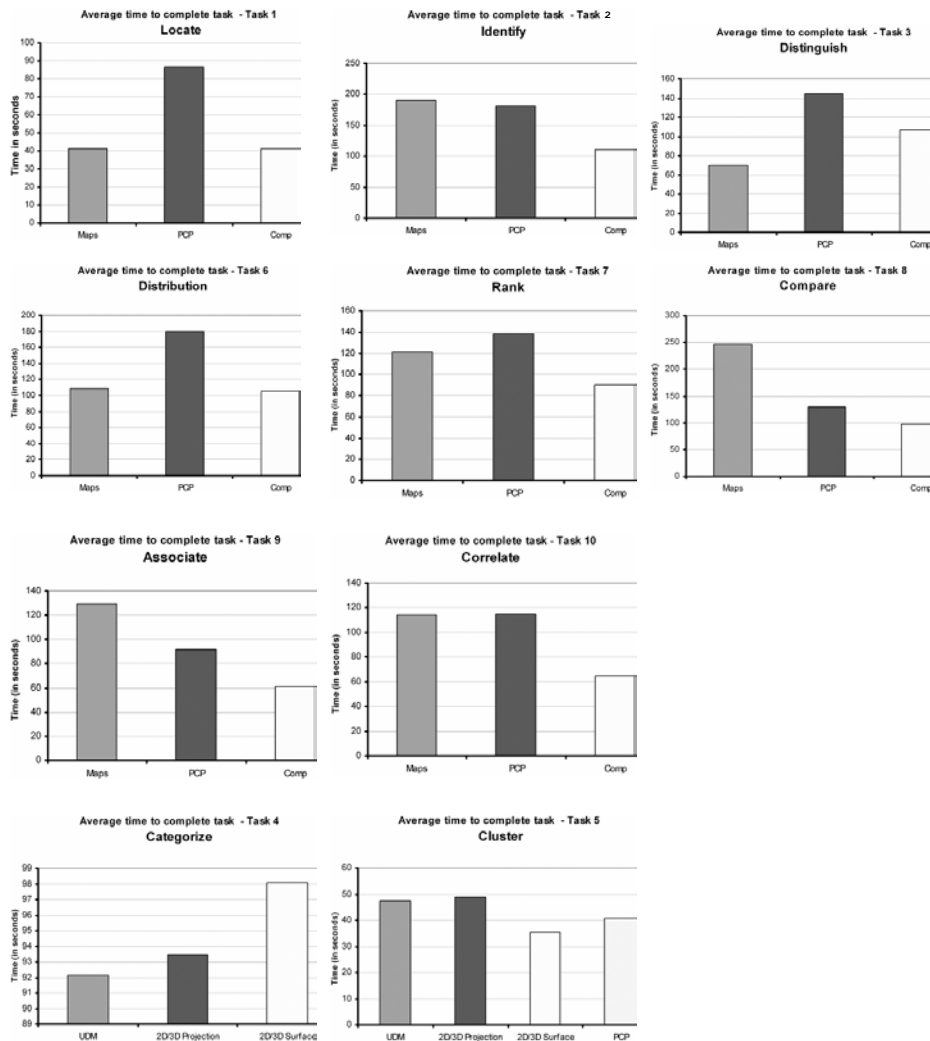 Average time to complete task - Task 1
Locate
Time in seconds
100
90
80
70
60
50
40
30
20
10
0
Maps PCP Comp
Average time to complete task - Task 2
Identify
Time (in seconds)
250
200
150
100
50
0
Maps PCP Comp
Average time to complete task - Task 3
Distinguish
Time (in seconds)
160
140
120
100
80
60
40
20
0
Maps PCP Comp
Average time to complete task - Task 6
Distribution
Time (in seconds)
200
180
160
140
120
100
80
60
40
20
0
Maps PCP Comp
Average time to complete task - Task 7
Rank
Time (in seconds)
160
140
120
100
80
60
40
20
0
Maps PCP Comp
Average time to complete task - Task 8
Compare
Time (in seconds)
300
250
200
150
100
50
0
Maps PCP Comp
Average time to complete task - Task 9
Associate
Time (in seconds)
140
120
100
80
60
40
20
0
Maps PCP Comp
Average time to complete task - Task 10
Correlate
Time (in seconds)
140
120
100
80
60
40
20
0
Maps PCP Comp
Average time to complete task - Task 4
Categorize
Time (in seconds)
99
98
97
96
95
94
93
92
91
90
89
UDM 2D/3D Projection 2D/3D Surface
Average time to complete task - Task 5
Cluster
Time (in seconds)
60
50
40
30
20
10
0
UDM 2D/3D Projection 2D/3D Surface PCP